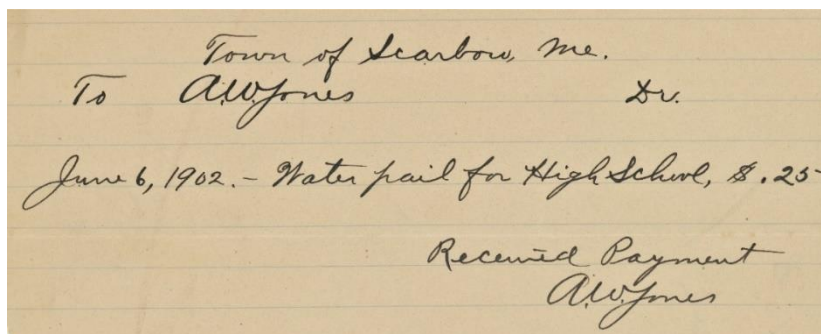 Town of Scarboro, Me.
To A.W. Jones Dr.
June 6, 1902. - Water pail for High School, $.25
Received Payment
A.W. Jones